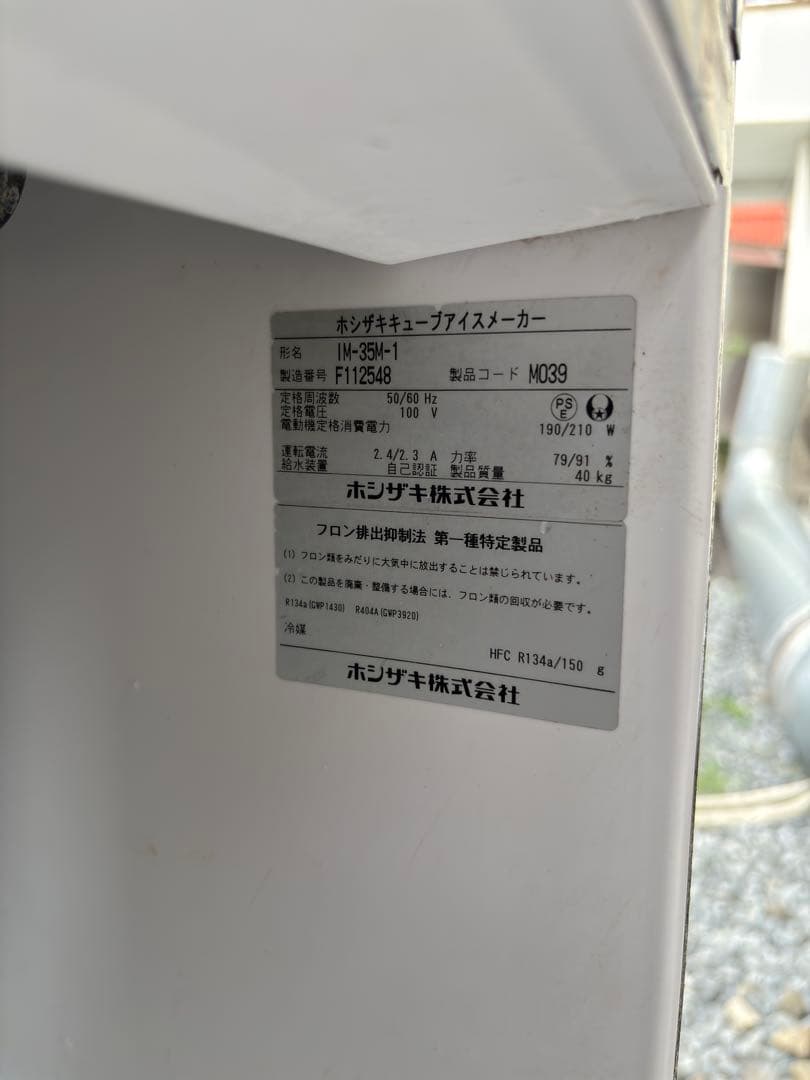 ホシザキキューブアイスメーカー
形名 IM-35M-1
製造番号 F112548 製品コード M039
定格周波数 50/60 Hz
定格電圧 100 V
電動機定格消費電力 190/210 W
PS
E
運転電流 2.4/2.3 A 力率 79/91 %
給水装置 自己認証 製品質量 40 kg
ホシザキ株式会社
フロン排出抑制法 第一種特定製品
(1) フロン類をみだりに大気中に放出することは禁じられています。
(2) この製品を廃棄・整備する場合には、フロン類の回収が必要です。
R134a(GWP1430) R404A(GWP3920)
冷媒
HFC R134a/150 g
ホシザキ株式会社